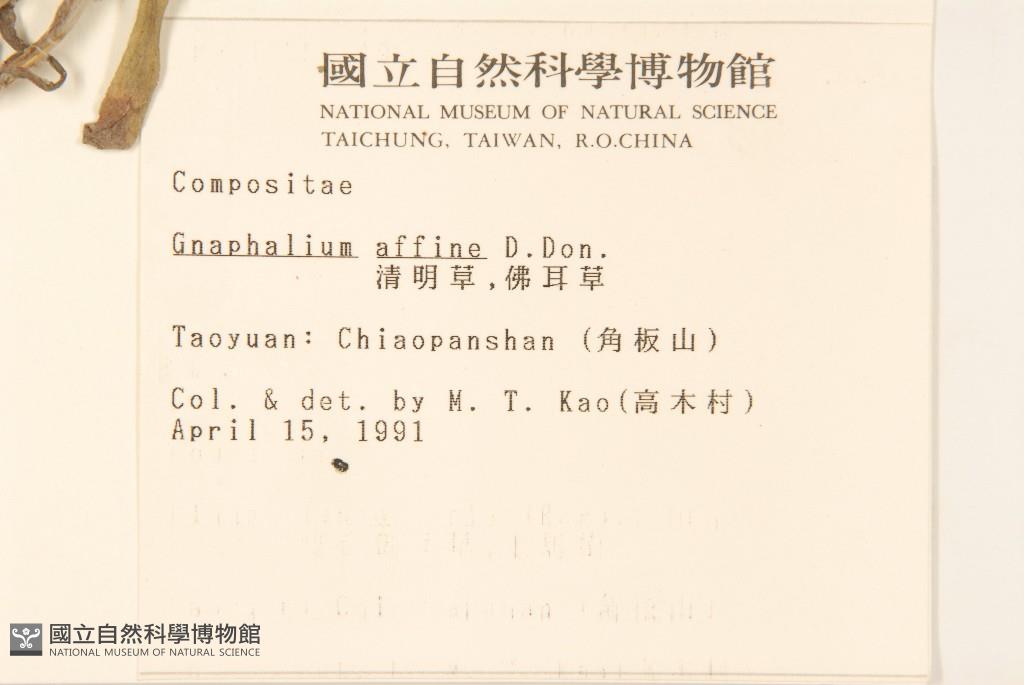 國立自然科學博物館
NATIONAL MUSEUM OF NATURAL SCIENCE
TAICHUNG, TAIWAN, R.O.CHINA
Compositae
Gnaphalium affine D.Don.
清明草,佛耳草
Taoyuan: Chiaopanshan (角板山)
Col. & det. by M. T. Kao(高木村)
April 15, 1991
國立自然科學博物館
NATIONAL MUSEUM OF NATURAL SCIENCE